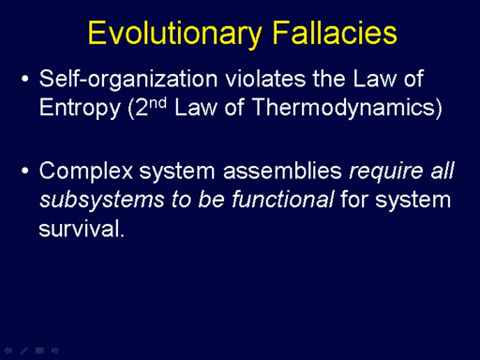 Evolutionary Fallacies
• Self-organization violates the Law of
Entropy (2nd Law of Thermodynamics)
• Complex system assemblies require all
subsystems to be functional for system
survival.